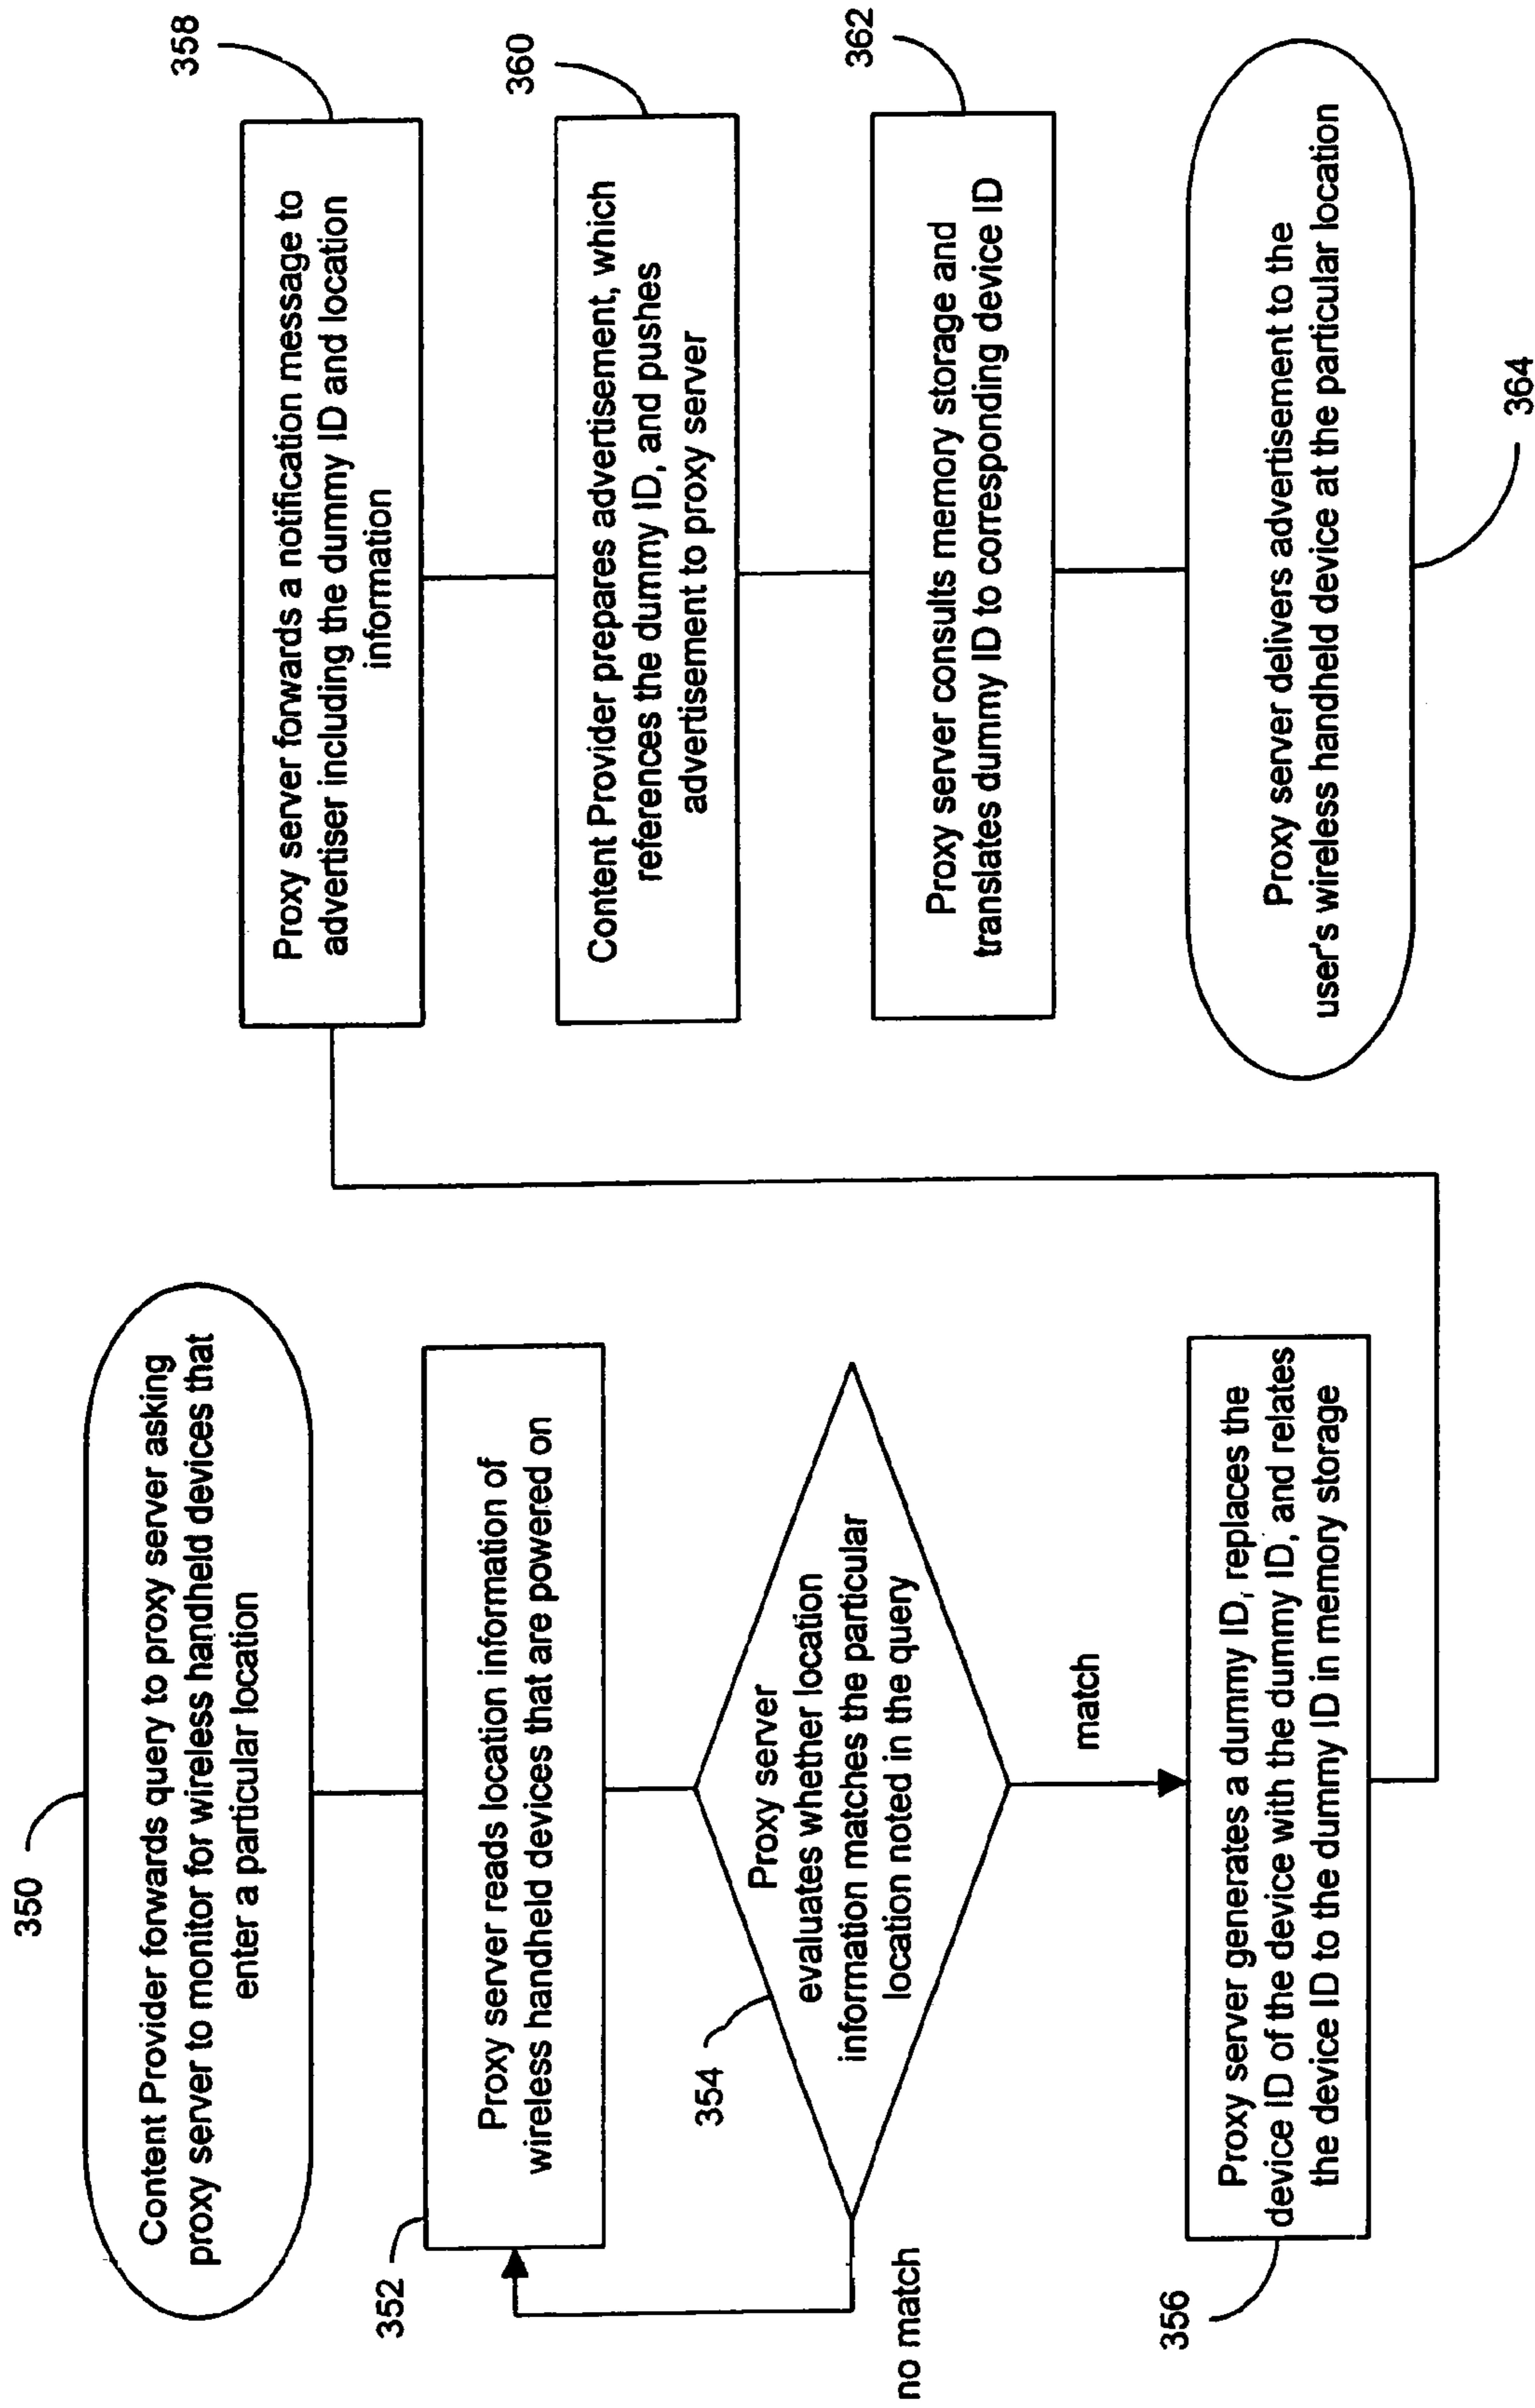 350
Content Provider forwards query to proxy server asking
proxy server to monitor for wireless handheld devices that
enter a particular location
352
Proxy server reads location information of
wireless handheld devices that are powered on
354
Proxy server
evaluates whether location
information matches the particular
location noted in the query
no match
match
356
Proxy server generates a dummy ID, replaces the
device ID of the device with the dummy ID, and relates
the device ID to the dummy ID in memory storage
358
Proxy server forwards a notification message to
advertiser including the dummy ID and location
information
360
Content Provider prepares advertisement, which
references the dummy ID, and pushes
advertisement to proxy server
362
Proxy server consults memory storage and
translates dummy ID to corresponding device ID
Proxy server delivers advertisement to the
user's wireless handheld device at the particular location
364